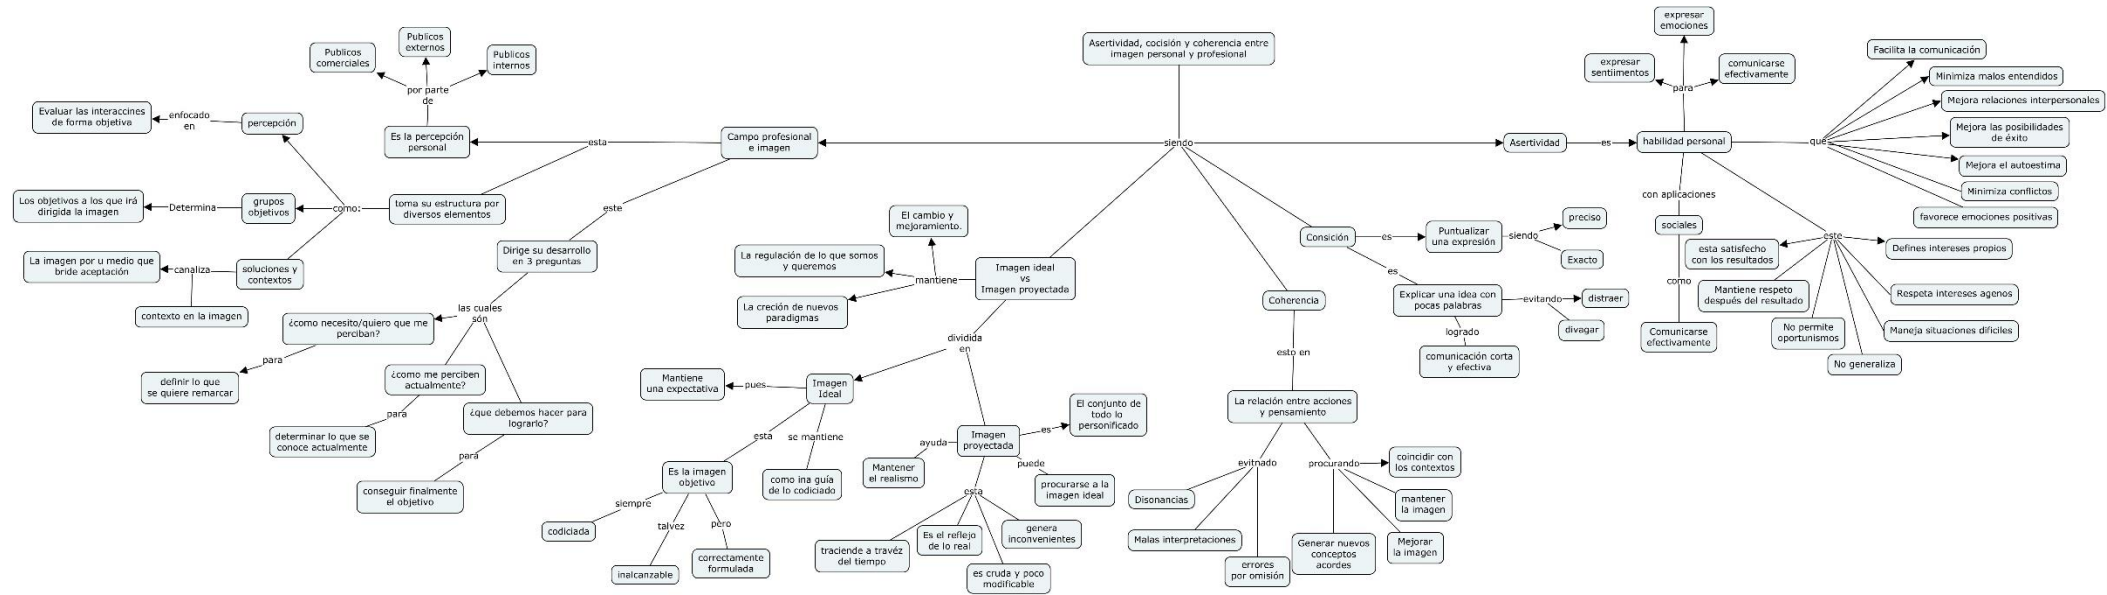 Asertividad, cocisión y coherencia entre
imagen personal y profesional
siendo
Campo profesional
e imagen
esta
Es la percepción
personal
por parte
de
Publicos
comerciales
Publicos
externos
Publicos
internos
toma su estructura por
diversos elementos
como:
percepción
enfocado
en
Evaluar las interaccines
de forma objetiva
grupos
objetivos
Determina
Los objetivos a los que irá
dirigida la imagen
soluciones y
contextos
canaliza
La imagen por u medio que
bride aceptación
contexto en la imagen
este
Dirige su desarrollo
en 3 preguntas
las cuales
són
¿como necesito/quiero que me
perciban?
para
definir lo que
se quiere remarcar
¿como me perciben
actualmente?
para
determinar lo que se
conoce actualmente
¿que debemos hacer para
lograrlo?
pará
conseguir finalmente
el objetivo
Imagen ideal
vs
Imagen proyectada
mantiene
El cambio y
mejoramiento.
La regulación de lo que somos
y queremos
La creción de nuevos
paradigmas
dividida
en
Imagen
Ideal
pues
Mantiene
una expectativa
esta
Es la imagen
objetivo
siempre
codiciada
talvez
inalcanzable
pero
correctamente
formulada
se mantiene
como ina guía
de lo codiciado
Imagen
proyectada
ayuda
Mantener
el realismo
es
El conjunto de
todo lo
personificado
puede
procurarse a la
imagen ideal
esta
traciende a travéz
del tiempo
Es el reflejo
de lo real
es cruda y poco
modificable
genera
inconvenientes
Coherencia
esto en
La relación entre acciones
y pensamiento
evitnado
Disonancias
Malas interpretaciones
errores
por omisión
procurando
coincidir con
los contextos
mantener
la imagen
Mejorar
la imagen
Generar nuevos
conceptos
acordes
Consición
es
Puntualizar
una expresión
siendo
preciso
Exacto
es
Explicar una idea con
pocas palabras
evitando
distraer
divagar
logrado
comunicación corta
y efectiva
Asertividad
es
habilidad personal
para
expresar
sentiimentos
expresar
emociones
comunicarse
efectivamente
que
Facilita la comunicación
Minimiza malos entendidos
Mejora relaciones interpersonales
Mejora las posibilidades
de éxito
Mejora el autoestima
Minimiza conflictos
favorece emociones positivas
con aplicaciones
sociales
como
Comunicarse
efectivamente
este
esta satisfecho
con los resultados
Mantiene respeto
después del resultado
No permite
oportunismos
No generaliza
Maneja situaciones dificiles
Respeta intereses agenos
Defines intereses propios